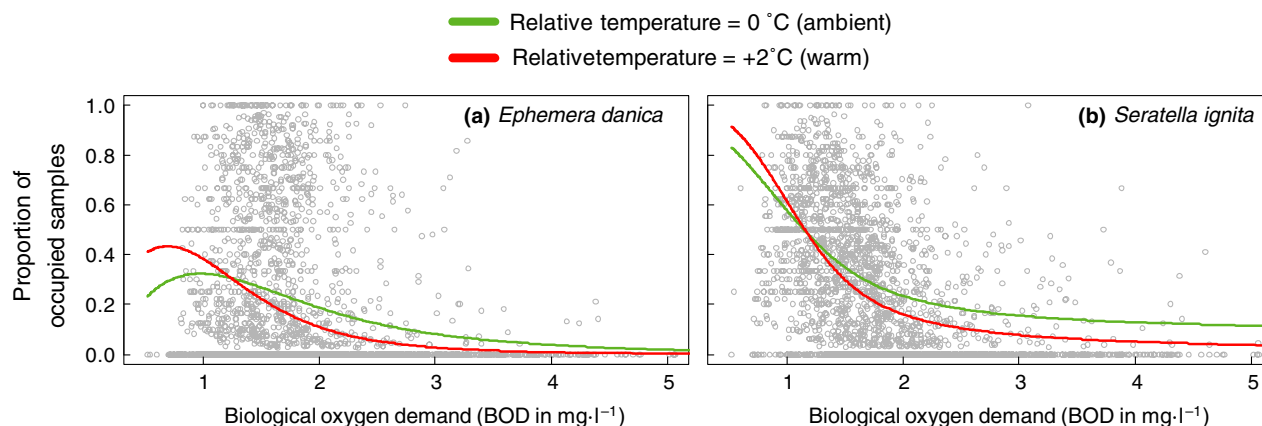 Relative temperature = 0 ˚C (ambient)
Relativetemperature = +2˚C (warm)
Proportion of
occupied samples
1.0
0.8
0.6
0.4
0.2
0.0
(a) Ephemera danica
(b) Seratella ignita
1 2 3 4 5
1 2 3 4 5
Biological oxygen demand (BOD in mg·l⁻¹)
Biological oxygen demand (BOD in mg·l⁻¹)